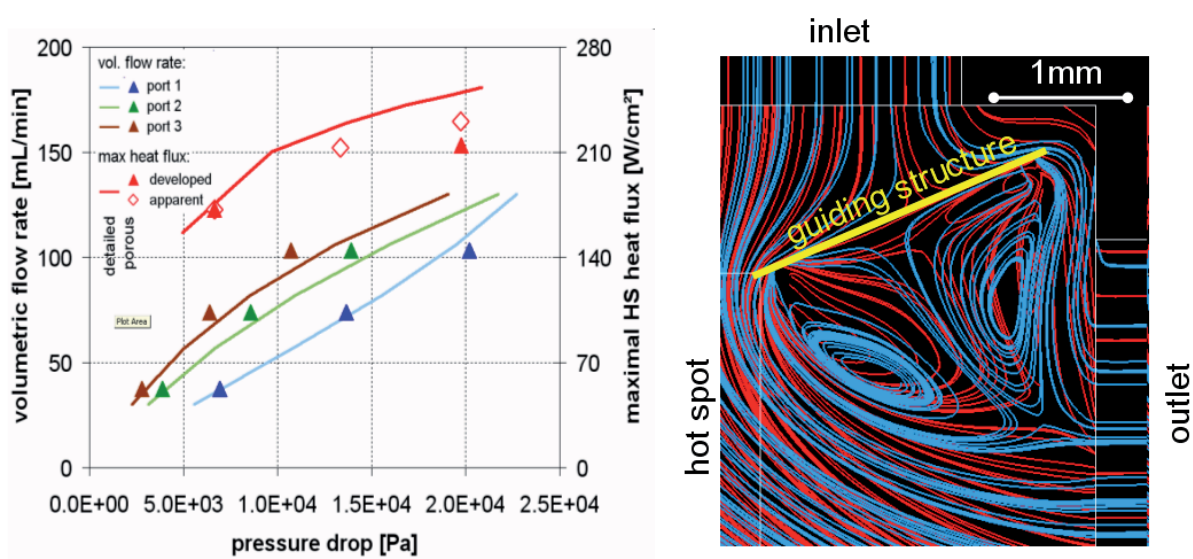 inlet
200
150
100
50
0
280
210
140
70
0
vol. flow rate:
port 1
port 2
port 3
max heat flux:
developed
apparent
detailed
porous
Plot Area
volumetric flow rate [mL/min]
maximal HS heat flux [W/cm²]
0.0E+00 5.0E+03 1.0E+04 1.5E+04 2.0E+04 2.5E+04
pressure drop [Pa]
1mm
guiding structure
hot spot
outlet